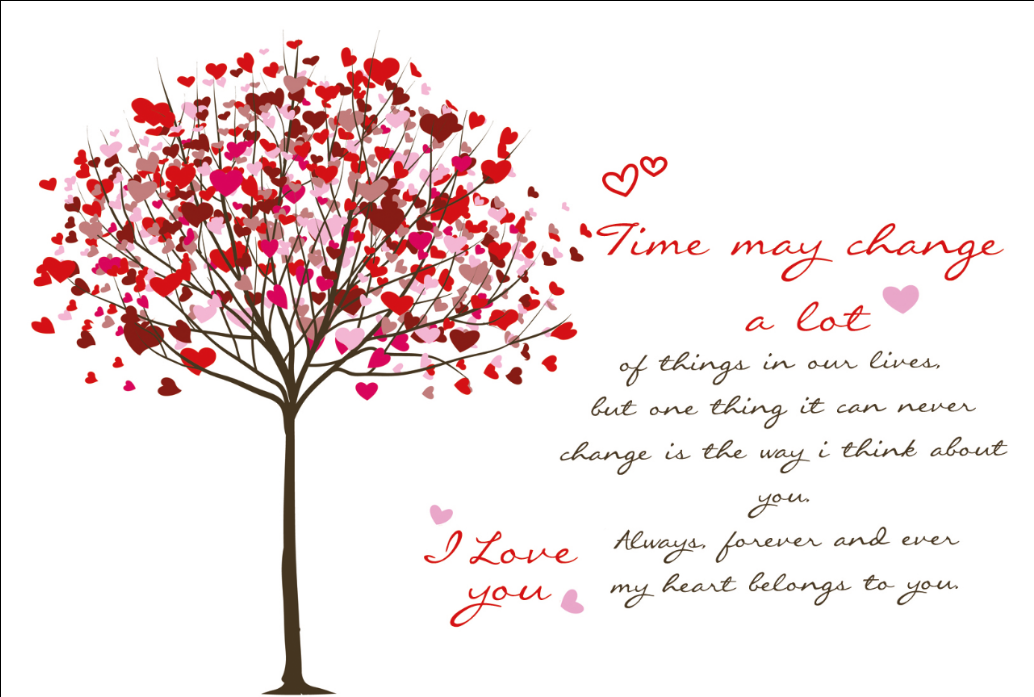 Time may change
a lot
of things in our lives,
but one thing it can never
change is the way i think about
you.
Always, forever and ever
my heart belongs to you.
I Love
you